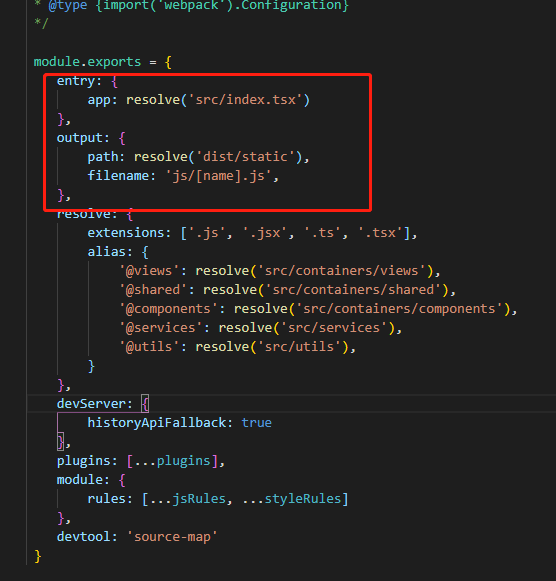 * @type {import('webpack').Configuration}
*/
module.exports = {
entry: {
app: resolve('src/index.tsx')
},
output: {
path: resolve('dist/static'),
filename: 'js/[name].js',
},
resolve: {
extensions: ['.js', '.jsx', '.ts', '.tsx'],
alias: {
'@views': resolve('src/containers/views'),
'@shared': resolve('src/containers/shared'),
'@components': resolve('src/containers/components'),
'@services': resolve('src/services'),
'@utils': resolve('src/utils'),
}
},
devServer: {
historyApiFallback: true
},
plugins: [...plugins],
module: {
rules: [...jsRules, ...styleRules]
},
devtool: 'source-map'
}